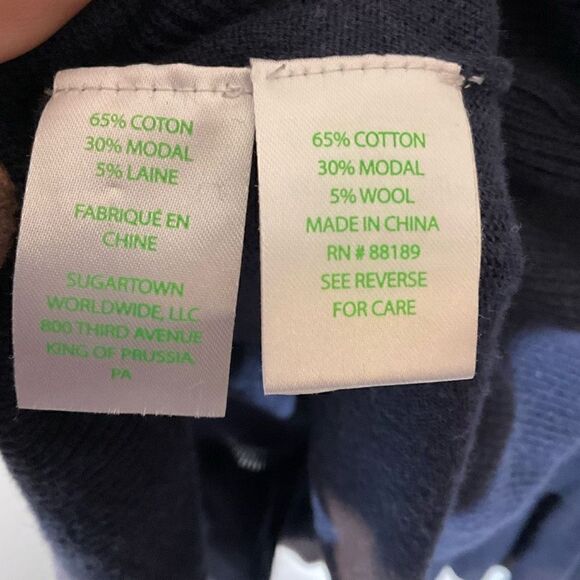 65% COTON
30% MODAL
5% LAINE
FABRIQUÉ EN
CHINE
SUGARTOWN
WORLDWIDE, LLC
800 THIRD AVENUE
KING OF PRUSSIA,
PA
65% COTTON
30% MODAL
5% WOOL
MADE IN CHINA
RN # 88189
SEE REVERSE
FOR CARE